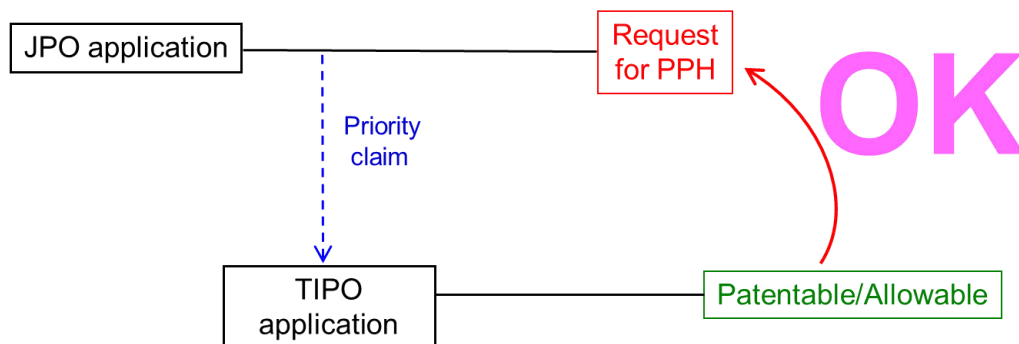 JPO application
Request
for PPH
OK
Priority
claim
TIPO
application
Patentable/Allowable